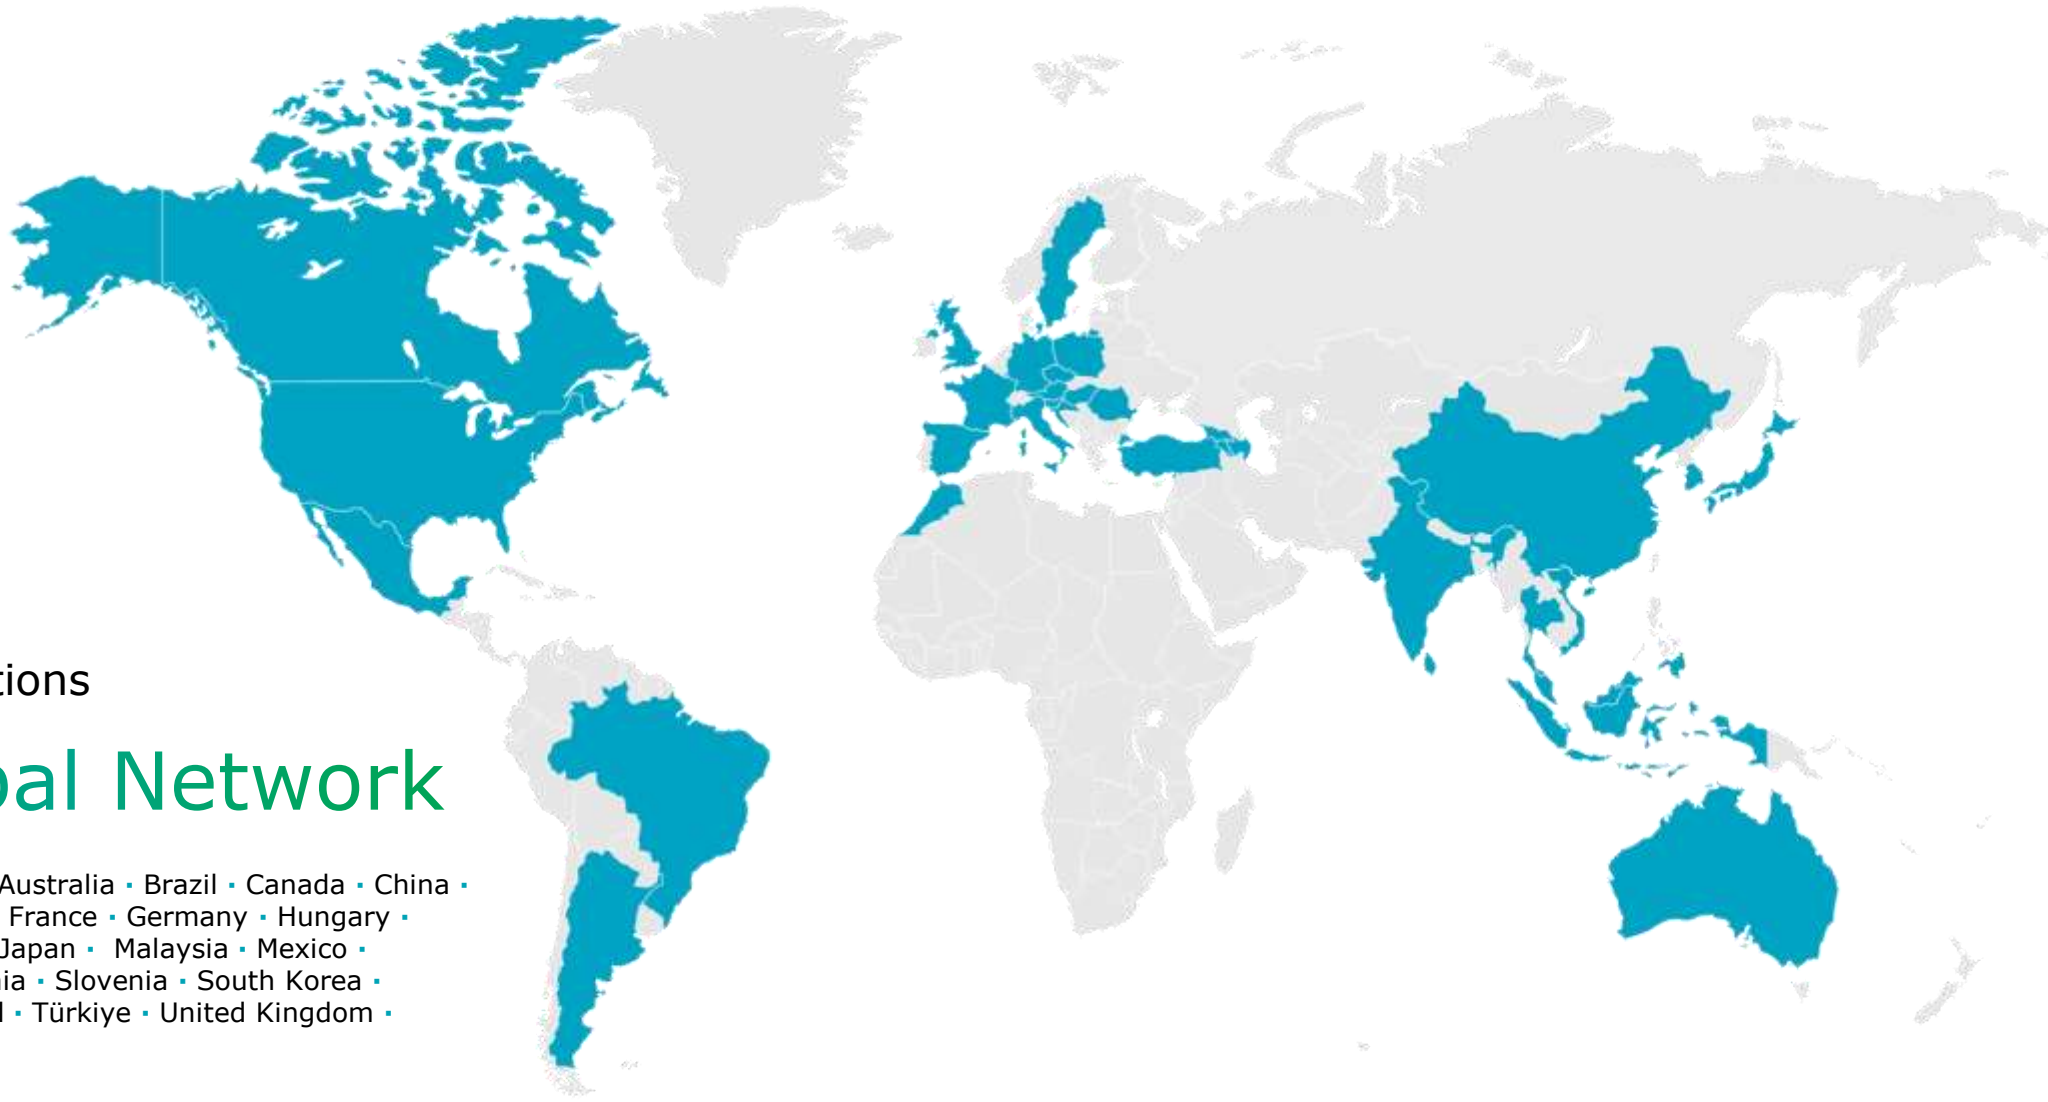 tions
bal Network
Australia · Brazil · Canada · China ·
France · Germany · Hungary ·
Japan · Malaysia · Mexico ·
ia · Slovenia · South Korea ·
· Türkiye · United Kingdom ·